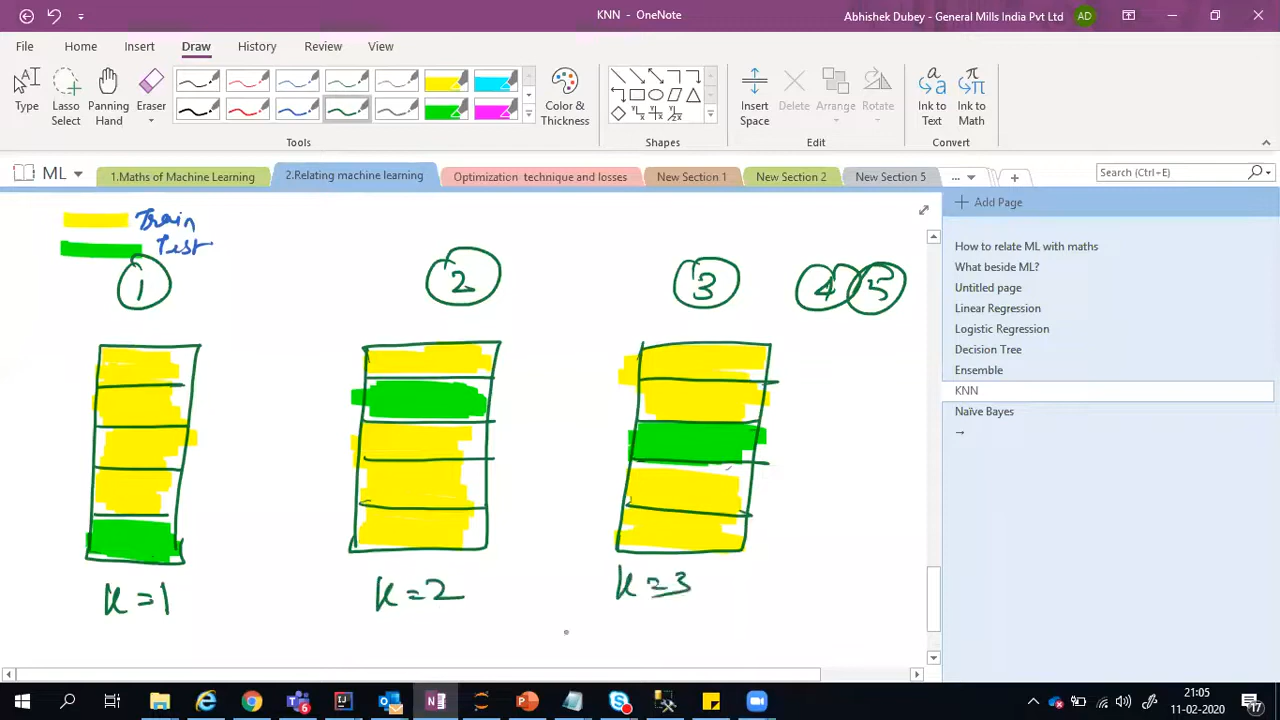 KNN - OneNote
Abhishek Dubey - General Mills India Pvt Ltd
AD
File Home Insert Draw History Review View
Type
Lasso Select
Panning Hand
Eraser
Color & Thickness
Insert Space
Delete
Arrange
Rotate
Ink to Text
Ink to Math
Tools
Shapes
Edit
Convert
ML
1.Maths of Machine Learning
2.Relating machine learning
Optimization technique and losses
New Section 1
New Section 2
New Section 5
...
Search (Ctrl+E)
Add Page
How to relate ML with maths
What beside ML?
Untitled page
Linear Regression
Logistic Regression
Decision Tree
Ensemble
KNN
Naïve Bayes
→
Train
Test
1 2 3 4 5
K=1 K=2 K=3
21:05
11-02-2020
17